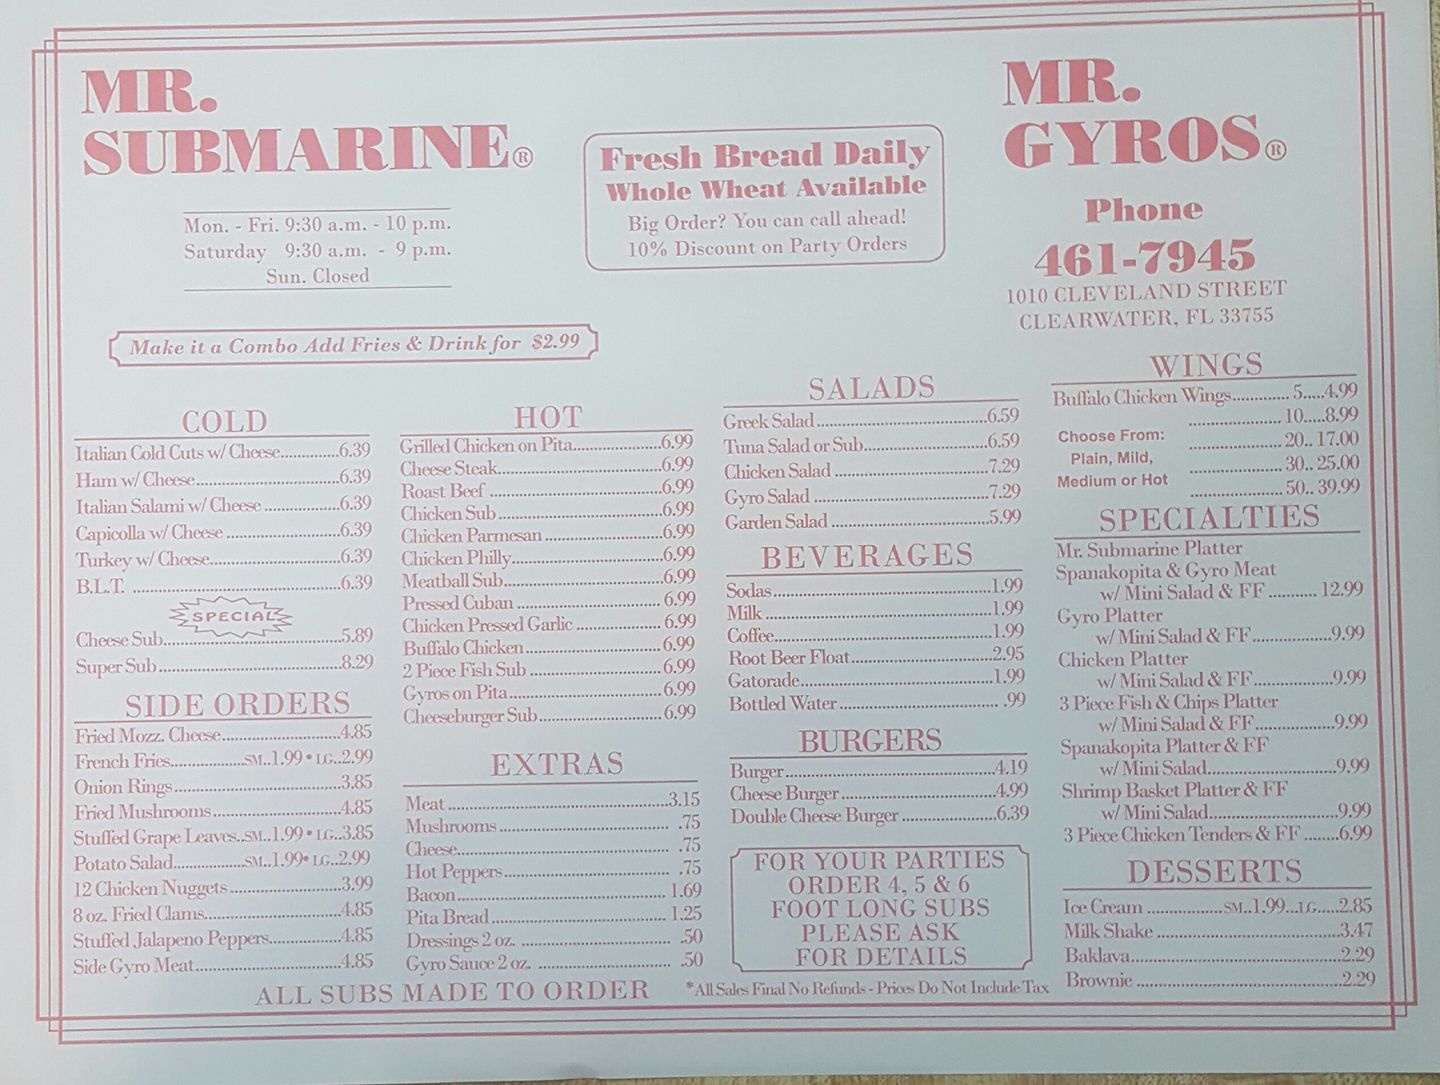 MR.
SUBMARINE®
Mon. - Fri. 9:30 a.m. - 10 p.m.
Saturday 9:30 a.m. - 9 p.m.
Sun. Closed
Fresh Bread Daily
Whole Wheat Available
Big Order? You can call ahead!
10% Discount on Party Orders
MR.
GYROS®
Phone
461-7945
1010 CLEVELAND STREET
CLEARWATER, FL 33755
Make it a Combo Add Fries & Drink for $2.99
COLD
Italian Cold Cuts w/ Cheese..............6.39
Ham w/ Cheese...................................6.39
Italian Salami w/ Cheese ...................6.39
Capicolla w/ Cheese ............................6.39
Turkey w/ Cheese................................6.39
B.L.T. ..................................................6.39
SPECIAL
Cheese Sub...........................................5.89
Super Sub ............................................8.29
SIDE ORDERS
Fried Mozz. Cheese.............................4.85
French Fries..................SM..1.99 • LG..2.99
Onion Rings ........................................3.85
Fried Mushrooms ...............................4.85
Stuffed Grape Leaves..SM..1.99 • LG..3.85
Potato Salad.................SM..1.99• LG..2.99
12 Chicken Nuggets ...........................3.99
8 oz. Fried Clams.................................4.85
Stuffed Jalapeno Peppers.................4.85
Side Gyro Meat...................................4.85
HOT
Grilled Chicken on Pita.....................6.99
Cheese Steak.......................................6.99
Roast Beef ..........................................6.99
Chicken Sub .......................................6.99
Chicken Parmesan ............................6.99
Chicken Philly....................................6.99
Meatball Sub......................................6.99
Pressed Cuban ..................................6.99
Chicken Pressed Garlic ....................6.99
Buffalo Chicken .................................6.99
2 Piece Fish Sub ................................6.99
Gyros on Pita.....................................6.99
Cheeseburger Sub .............................6.99
EXTRAS
Meat .....................................................3.15
Mushrooms ......................................... .75
Cheese................................................... .75
Hot Peppers........................................ .75
Bacon...................................................1.69
Pita Bread ..........................................1.25
Dressings 2 oz. .................................... .50
Gyro Sauce 2 oz. ................................ .50
SALADS
Greek Salad .........................................6.59
Tuna Salad or Sub..............................6.59
Chicken Salad .....................................7.29
Gyro Salad ..........................................7.29
Garden Salad ......................................5.99
BEVERAGES
Sodas ....................................................1.99
Milk ......................................................1.99
Coffee....................................................1.99
Root Beer Float..................................2.95
Gatorade..............................................1.99
Bottled Water ..................................... .99
BURGERS
Burger ..................................................4.19
Cheese Burger .....................................4.99
Double Cheese Burger .......................6.39
FOR YOUR PARTIES
ORDER 4, 5 & 6
FOOT LONG SUBS
PLEASE ASK
FOR DETAILS
WINGS
Buffalo Chicken Wings............. 5.....4.99
...................... 10.....8.99
Choose From:
...................... 20.. 17.00
Plain, Mild,
...................... 30.. 25.00
Medium or Hot
...................... 50.. 39.99
SPECIALTIES
Mr. Submarine Platter
Spanakopita & Gyro Meat
w/ Mini Salad & FF .......... 12.99
Gyro Platter
w/ Mini Salad & FF .................9.99
Chicken Platter
w/ Mini Salad & FF .................9.99
3 Piece Fish & Chips Platter
w/ Mini Salad & FF .................9.99
Spanakopita Platter & FF
w/ Mini Salad..........................9.99
Shrimp Basket Platter & FF
w/ Mini Salad..........................9.99
3 Piece Chicken Tenders & FF .......6.99
DESSERTS
Ice Cream ..................SM..1.99...LG.....2.85
Milk Shake ..........................................3.47
Baklava.................................................2.29
Brownie ................................................2.29
ALL SUBS MADE TO ORDER
*All Sales Final No Refunds - Prices Do Not Include Tax